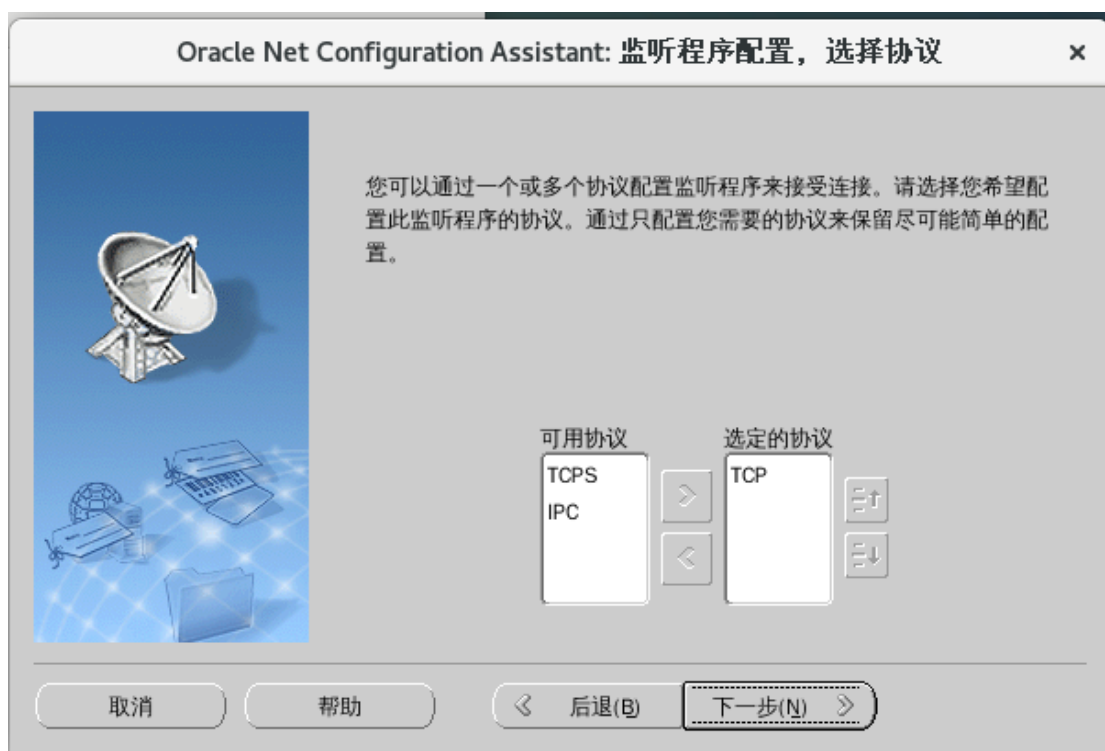 Oracle Net Configuration Assistant: 监听程序配置，选择协议
您可以通过一个或多个协议配置监听程序来接受连接。请选择您希望配
置此监听程序的协议。通过只配置您需要的协议来保留尽可能简单的配
置。
可用协议
选定的协议
TCPS
TCP
IPC
取消
帮助
后退(B)
下一步(N)